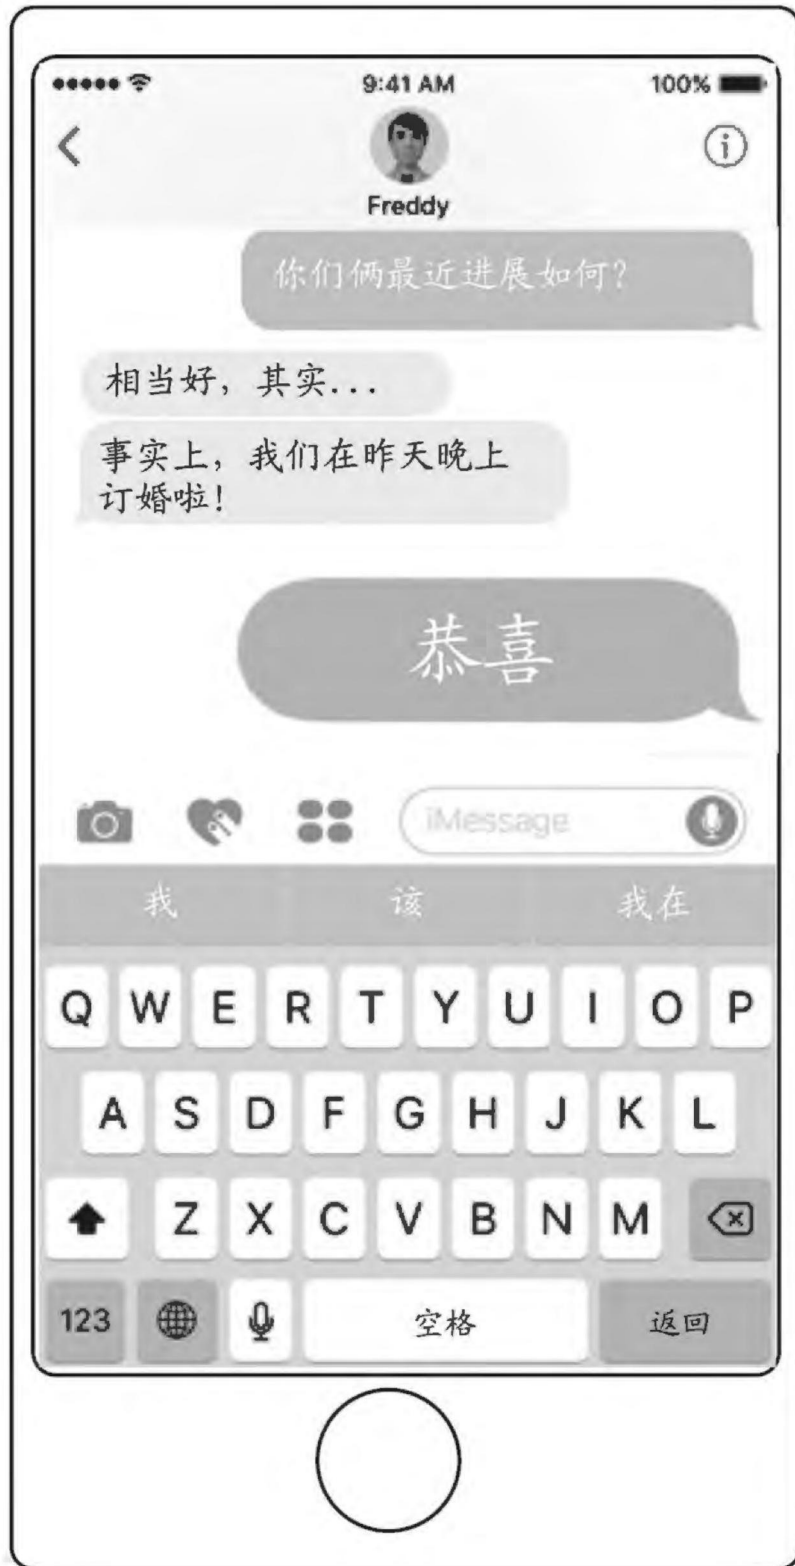 9:41 AM
100%
Freddy
你们俩最近进展如何?
相当好, 其实...
事实上, 我们在昨天晚上
订婚啦!
恭喜
iMessage
我 该 我在
Q W E R T Y U I O P
A S D F G H J K L
Z X C V B N M
123 空格 返回